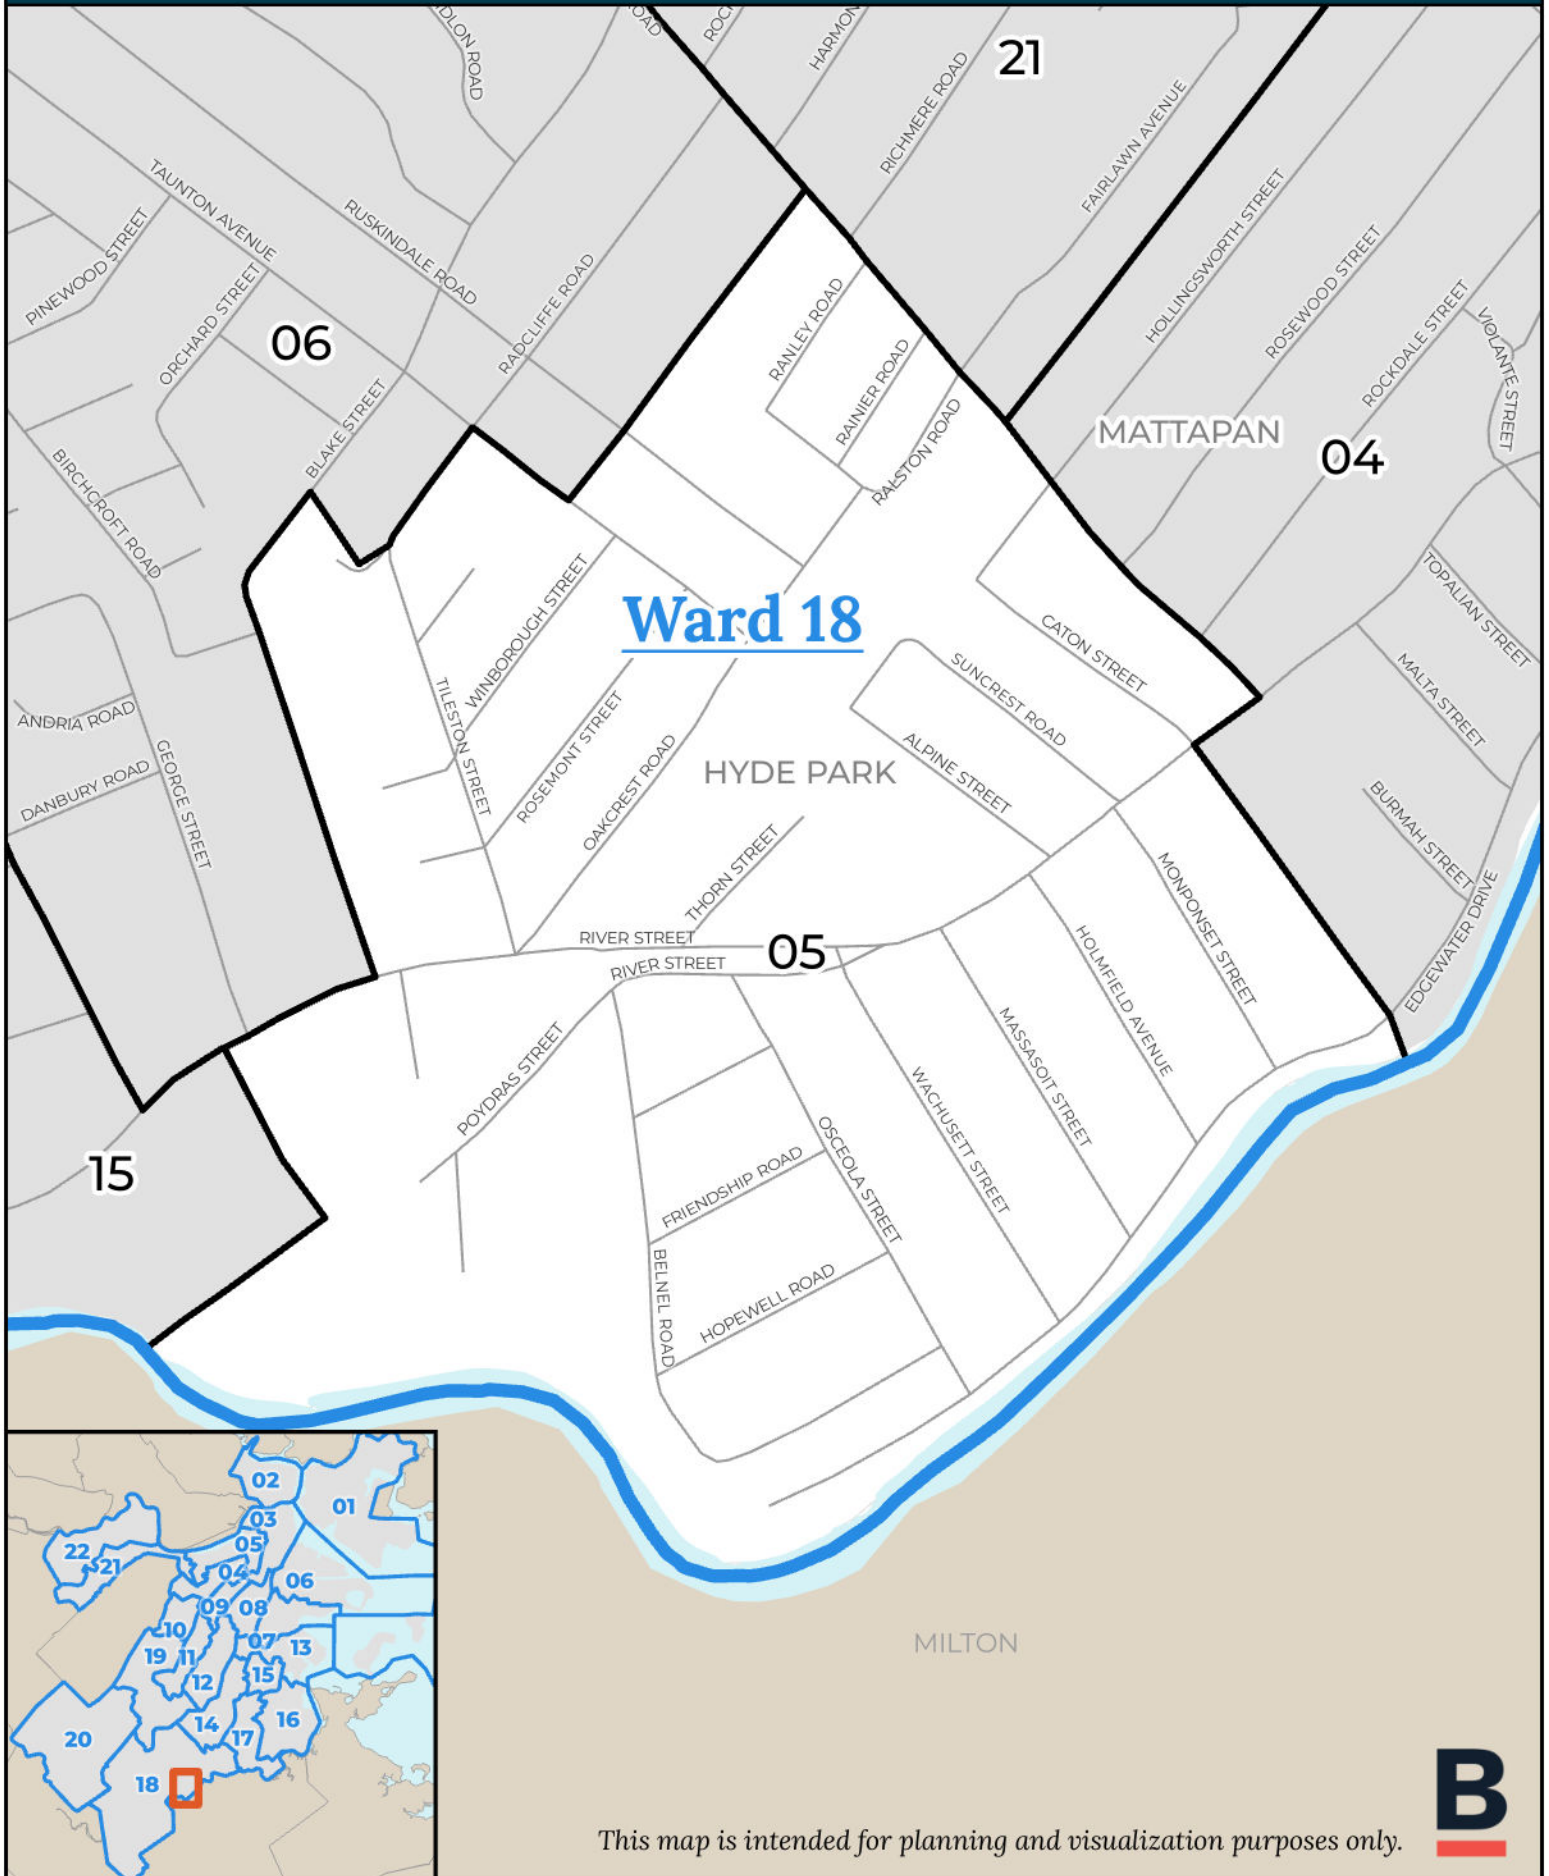 21
RICHMERE ROAD
FAIRLAWN AVENUE
TAUNTON AVENUE
RUSKINDALE ROAD
PINEWOOD STREET
ORCHARD STREET
06
RADCLIFFE ROAD
BLAKE STREET
BIRCHCROFT ROAD
HOLLINGSWORTH STREET
ROSEWOOD STREET
ROCKDALE STREET
VIOLANTE STREET
RANLEY ROAD
RAINIER ROAD
RALSTON ROAD
MATTAPAN
04
TOPALIAN STREET
MALTA STREET
BURMAH STREET
EDGEWATER DRIVE
Ward 18
WINBOROUGH STREET
TILESTON STREET
ROSEMONT STREET
OAKCREST ROAD
CATON STREET
SUNCREST ROAD
ALPINE STREET
HYDE PARK
ANDRIA ROAD
DANBURY ROAD
GEORGE STREET
THORN STREET
RIVER STREET
RIVER STREET
05
MONPONSET STREET
HOLMFIELD AVENUE
MASSASOIT STREET
WACHUSETT STREET
OSCEOLA STREET
POYDRAS STREET
15
FRIENDSHIP ROAD
BELNEL ROAD
HOPEWELL ROAD
02
01
03
05
22
21
04
06
09
08
10
07
13
19
11
12
15
14
17
16
20
18
MILTON
This map is intended for planning and visualization purposes only.
B